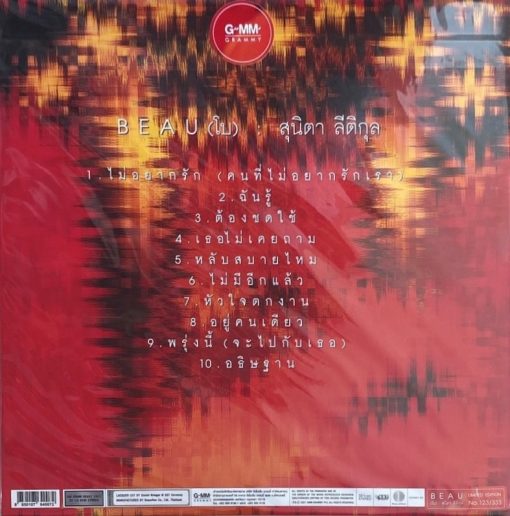 G-MM
GRAMMY
BEAU (โบ) : สุนิตา ลีติกุล
1. ไม่อยากรัก (คนที่ไม่อยากรักเรา)
2. ฉันรู้
3. ต้องชดใช้
4. เธอไม่เคยถาม
5. หลับสบายไหม
6. ไม่มีอีกแล้ว
7. หัวใจตกงาน
8. อยู่คนเดียว
9. พรุ่งนี้ (จะไปกับเธอ)
10. อธิษฐาน
BEAU LIMITED EDITION
No.123/333